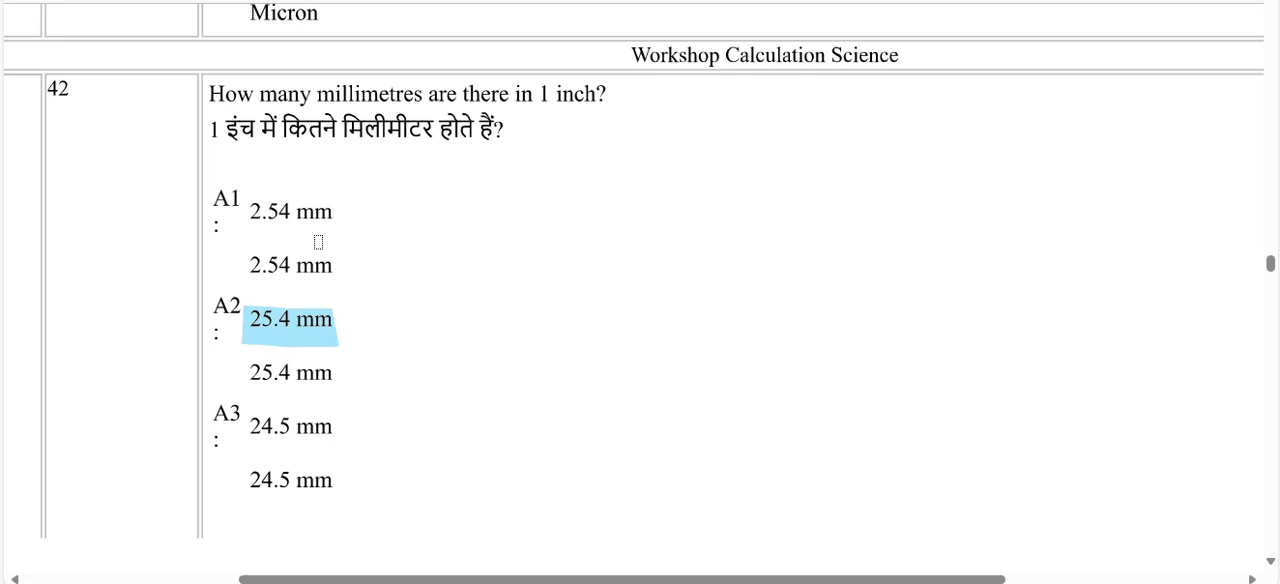 Micron
Workshop Calculation Science
42
How many millimetres are there in 1 inch?
1 इंच में कितने मिलीमीटर होते हैं?
A1
:
2.54 mm
2.54 mm
A2
:
25.4 mm
25.4 mm
A3
:
24.5 mm
24.5 mm